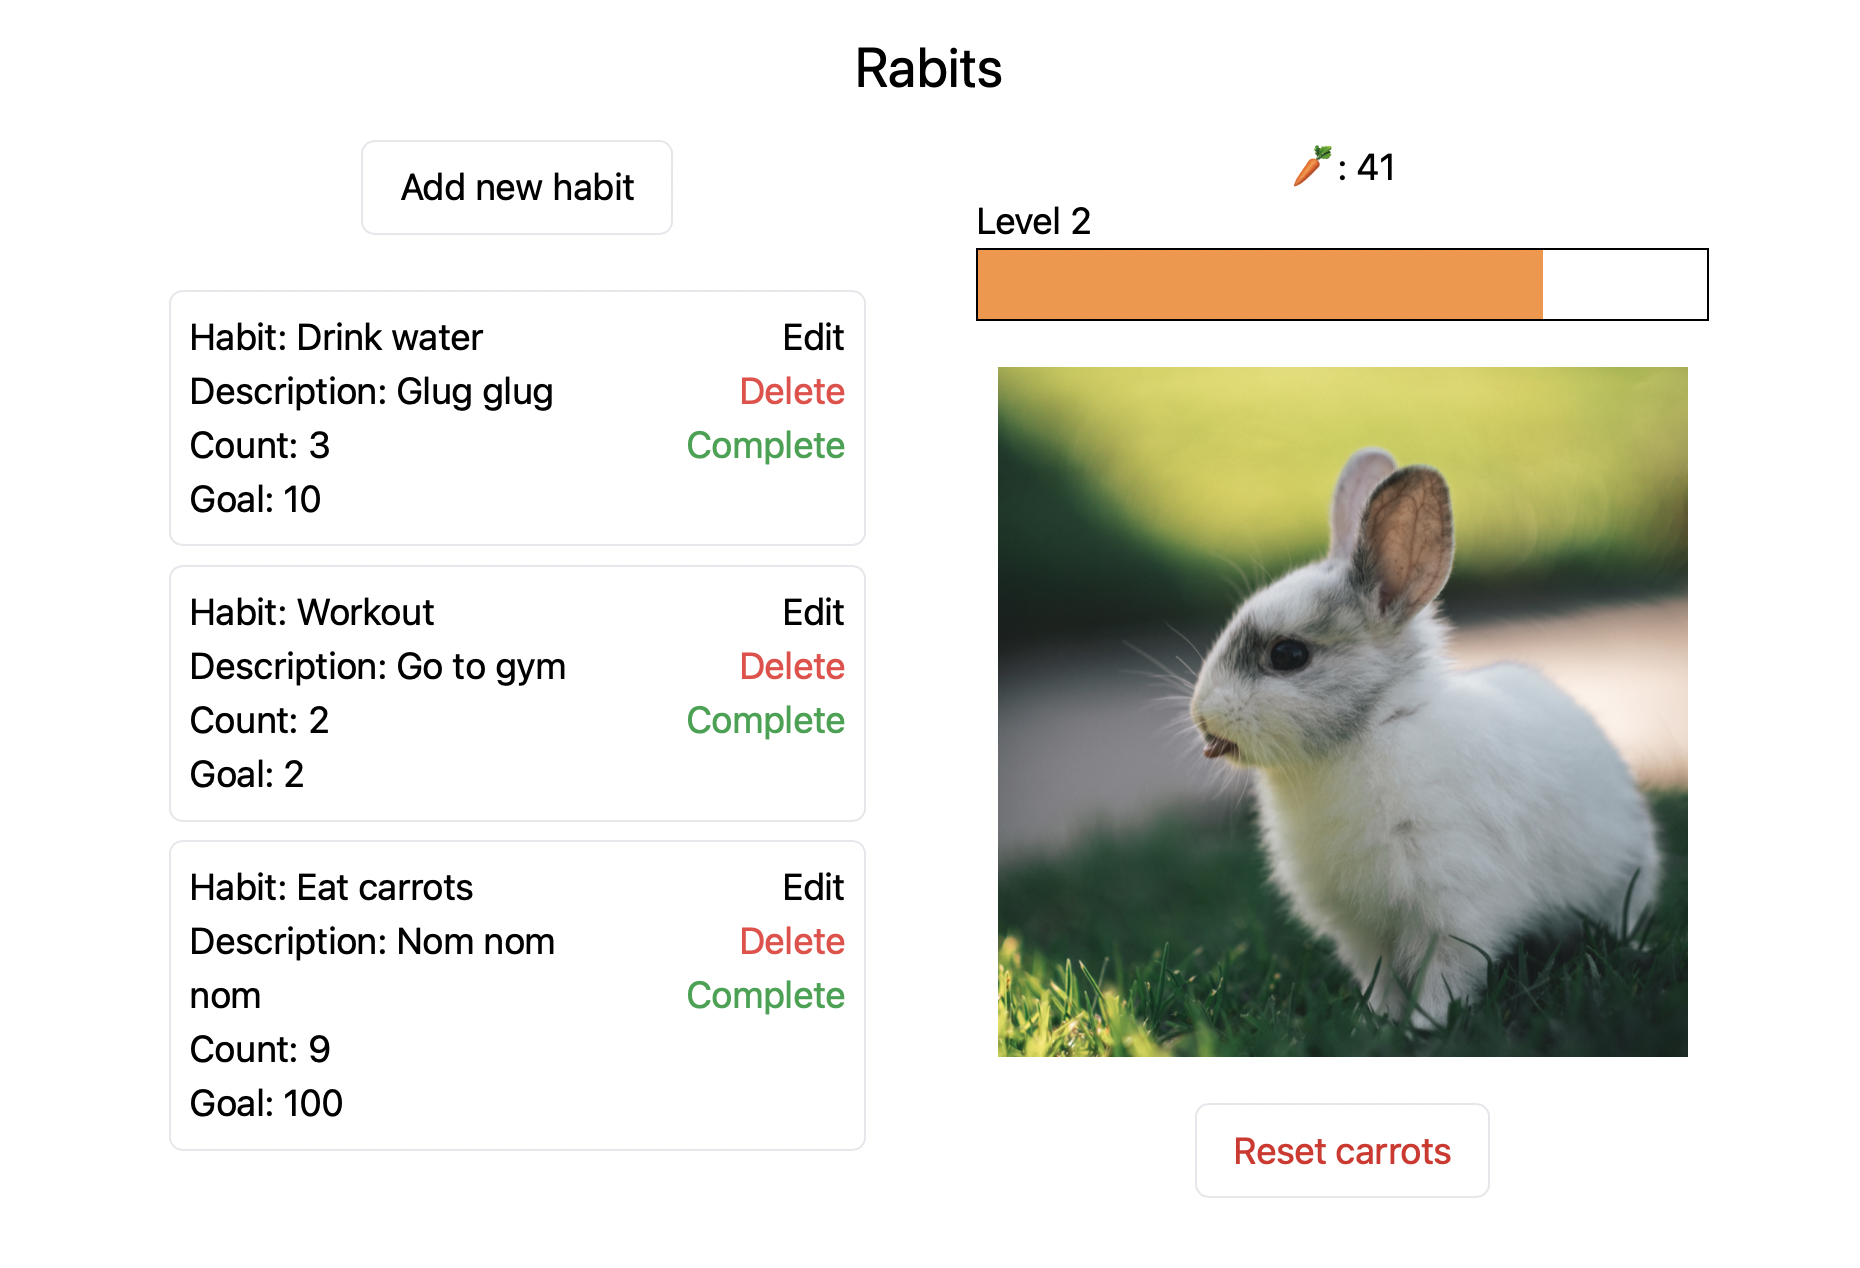 Rabits
Add new habit
Habit: Drink water
Edit
Description: Glug glug
Delete
Count: 3
Complete
Goal: 10
Habit: Workout
Edit
Description: Go to gym
Delete
Count: 2
Complete
Goal: 2
Habit: Eat carrots
Edit
Description: Nom nom
Delete
nom
Complete
Count: 9
Goal: 100
🥕: 41
Level 2
Reset carrots